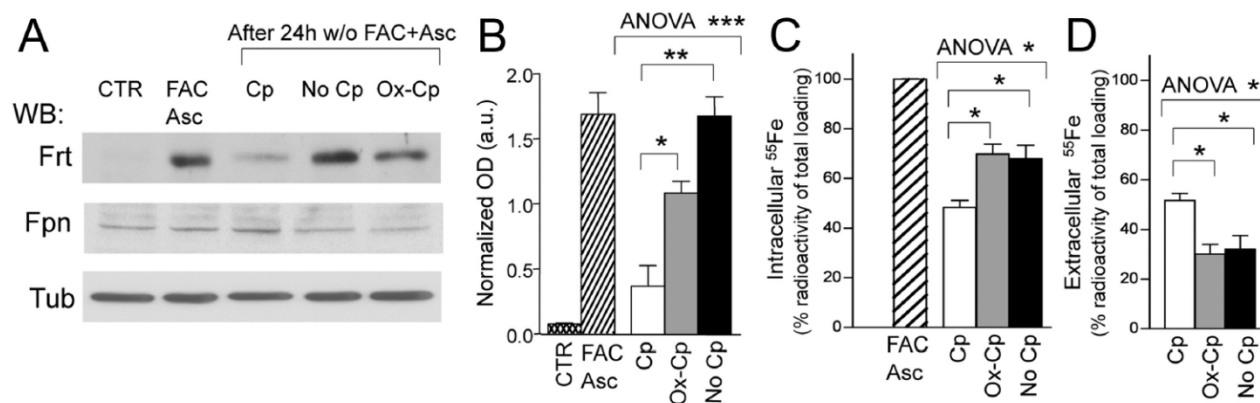 A
After 24h w/o FAC+Asc
CTR FAC Asc Cp No Cp Ox-Cp
WB:
Frt
Fpn
Tub
B
ANOVA ***
**
*
Normalized OD (a.u.)
2.0
1.5
1.0
0.5
0.0
CTR
FAC
Asc
Cp
Ox-Cp
No Cp
C
ANOVA *
*
*
Intracellular ⁵⁵Fe
(% radioactivity of total loading)
100
80
60
40
20
0
FAC
Asc
Cp
Ox-Cp
No Cp
D
ANOVA *
*
*
Extracellular ⁵⁵Fe
(% radioactivity of total loading)
100
80
60
40
20
0
Cp
Ox-Cp
No Cp